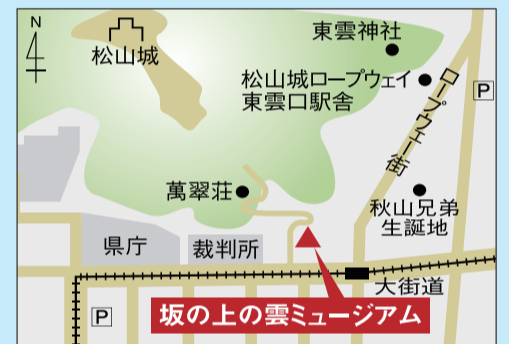 N
松山城
東雲神社
松山城ロープウェイ
東雲口駅舎
ロープウェー街
P
萬翠荘
秋山兄弟
生誕地
県庁
裁判所
大街道
P
坂の上の雲ミュージアム